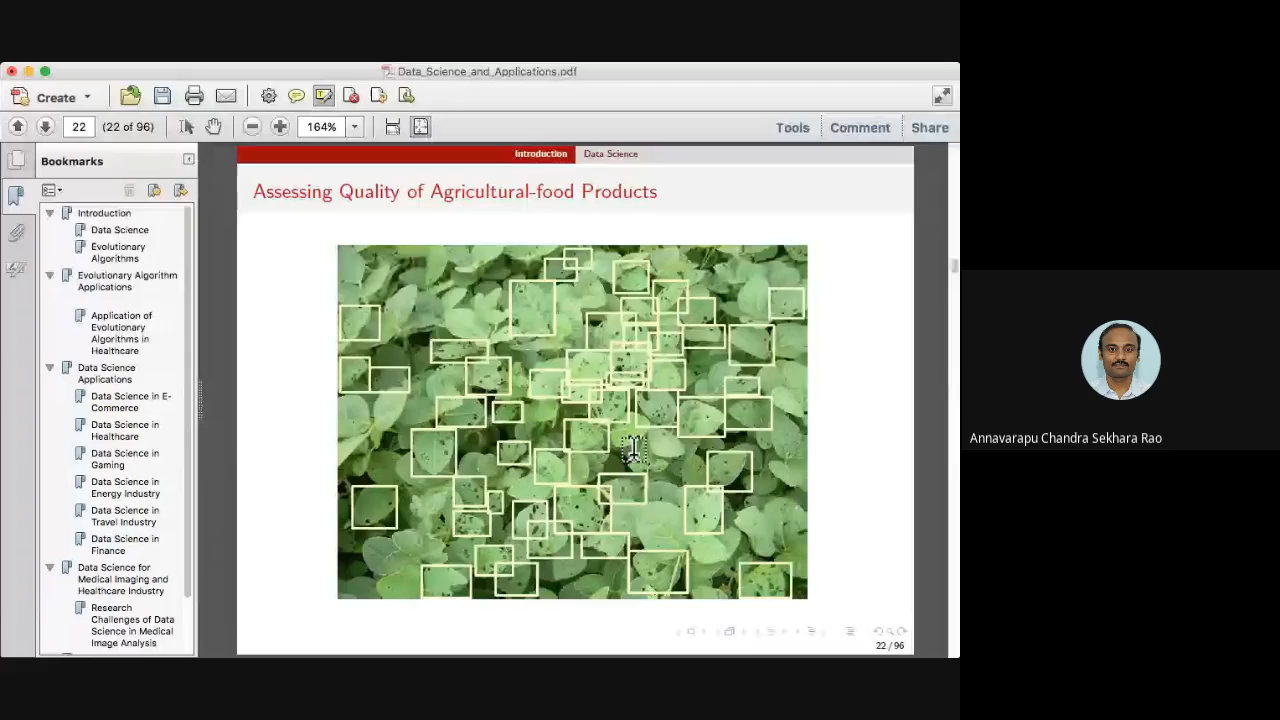 Data_Science_and_Applications.pdf
Create
22 (22 of 96) 164% Tools Comment Share
Bookmarks
Introduction
Data Science
Evolutionary
Algorithms
Evolutionary Algorithm
Applications
Application of
Evolutionary
Algorithms in
Healthcare
Data Science
Applications
Data Science in E-
Commerce
Data Science in
Healthcare
Data Science in
Gaming
Data Science in
Energy Industry
Data Science in
Travel Industry
Data Science in
Finance
Data Science for
Medical Imaging and
Healthcare Industry
Research
Challenges of Data
Science in Medical
Image Analysis
Introduction Data Science
Assessing Quality of Agricultural-food Products
22 / 96
Annavarapu Chandra Sekhara Rao